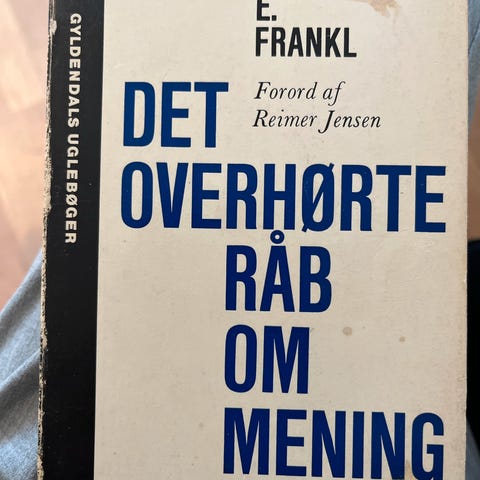 GYLDENDALS UGLEBØGER
E.
FRANKL
Forord af
Reimer Jensen
DET
OVERHØRTE
RÅB
OM
MENING